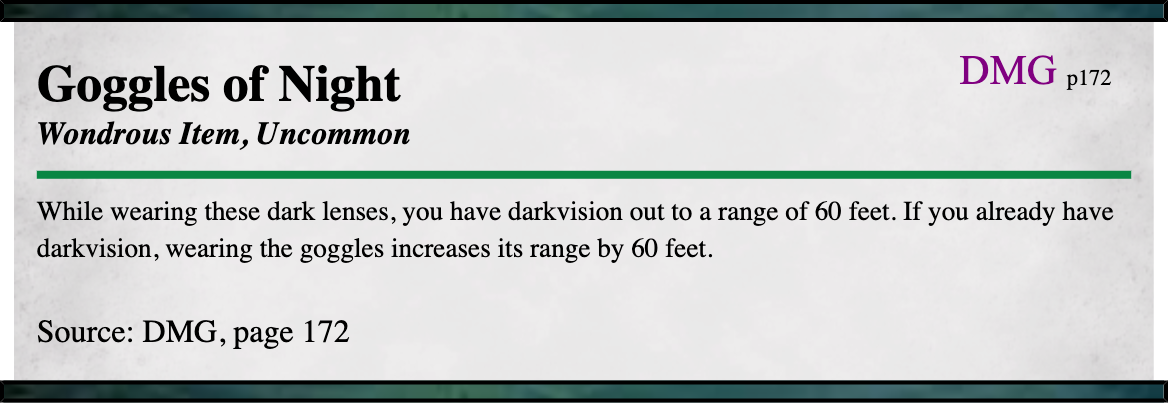 Goggles of Night
DMG p172
Wondrous Item, Uncommon
While wearing these dark lenses, you have darkvision out to a range of 60 feet. If you already have
darkvision, wearing the goggles increases its range by 60 feet.
Source: DMG, page 172